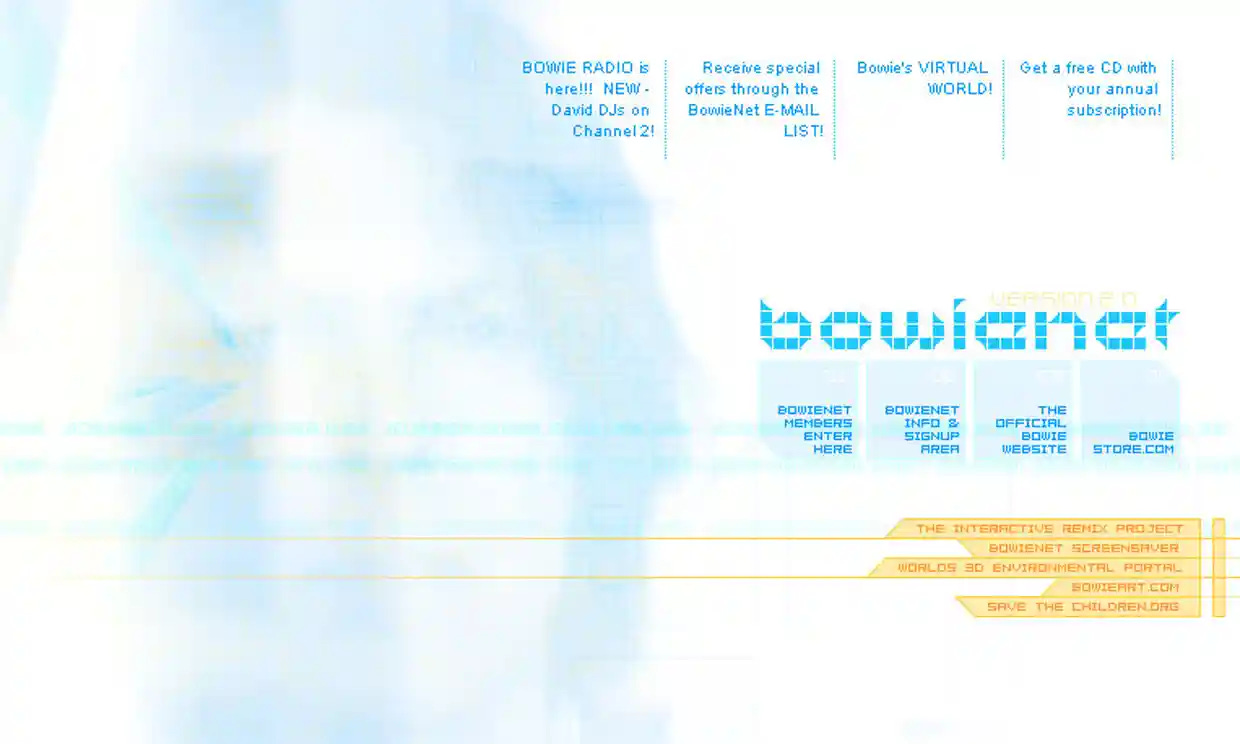 BOWIE RADIO is
here!!! NEW -
David DJs on
Channel 2!
Receive special
offers through the
BowieNet E-MAIL
LIST!
Bowie's VIRTUAL
WORLD!
Get a free CD with
your annual
subscription!
VERSION 2.0
bowienet
BOWIENET
MEMBERS
ENTER
HERE
BOWIENET
INFO &
SIGNUP
AREA
THE
OFFICIAL
BOWIE
WEBSITE
BOWIE
STORE.COM
THE INTERACTIVE REMIX PROJECT
BOWIENET SCREENSAVER
WORLDS 3D ENVIRONMENTAL PORTAL
BOWIEART.COM
SAVE THE CHILDREN.ORG